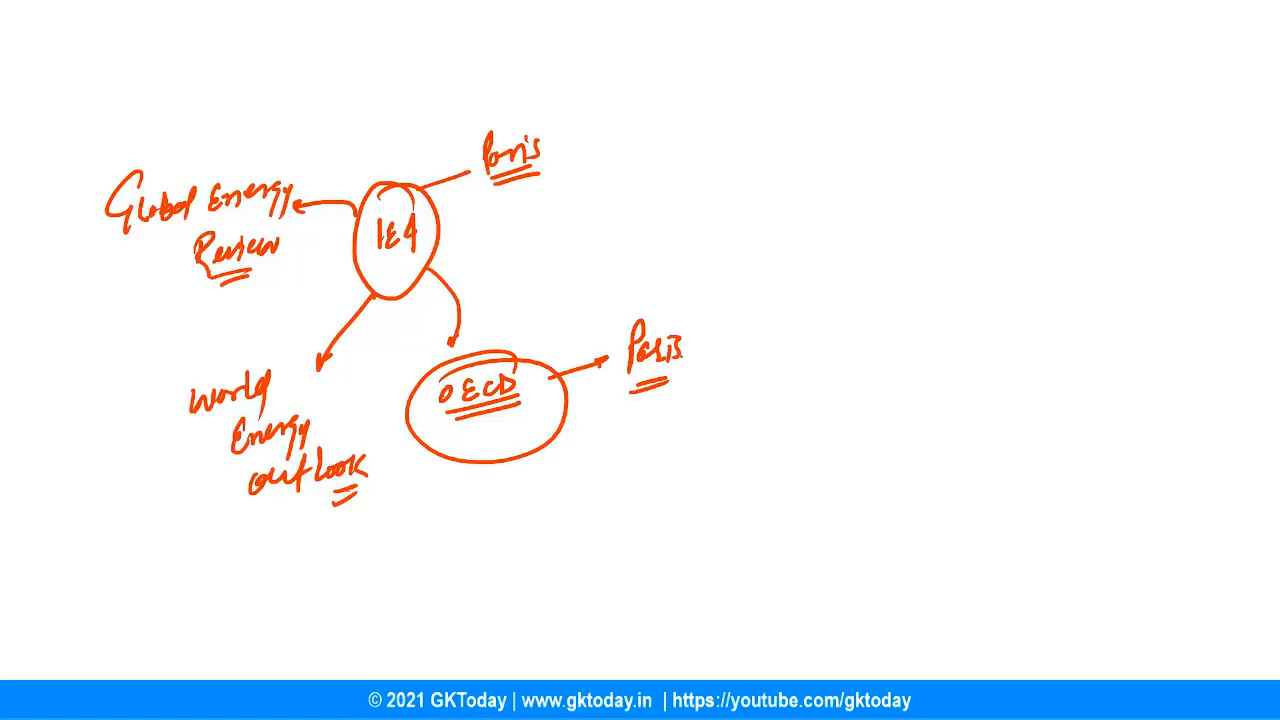 Paris
Global Energy
Review
IEA
Paris
OECD
World
Energy
Outlook
© 2021 GKToday | www.gktoday.in | https://youtube.com/gktoday